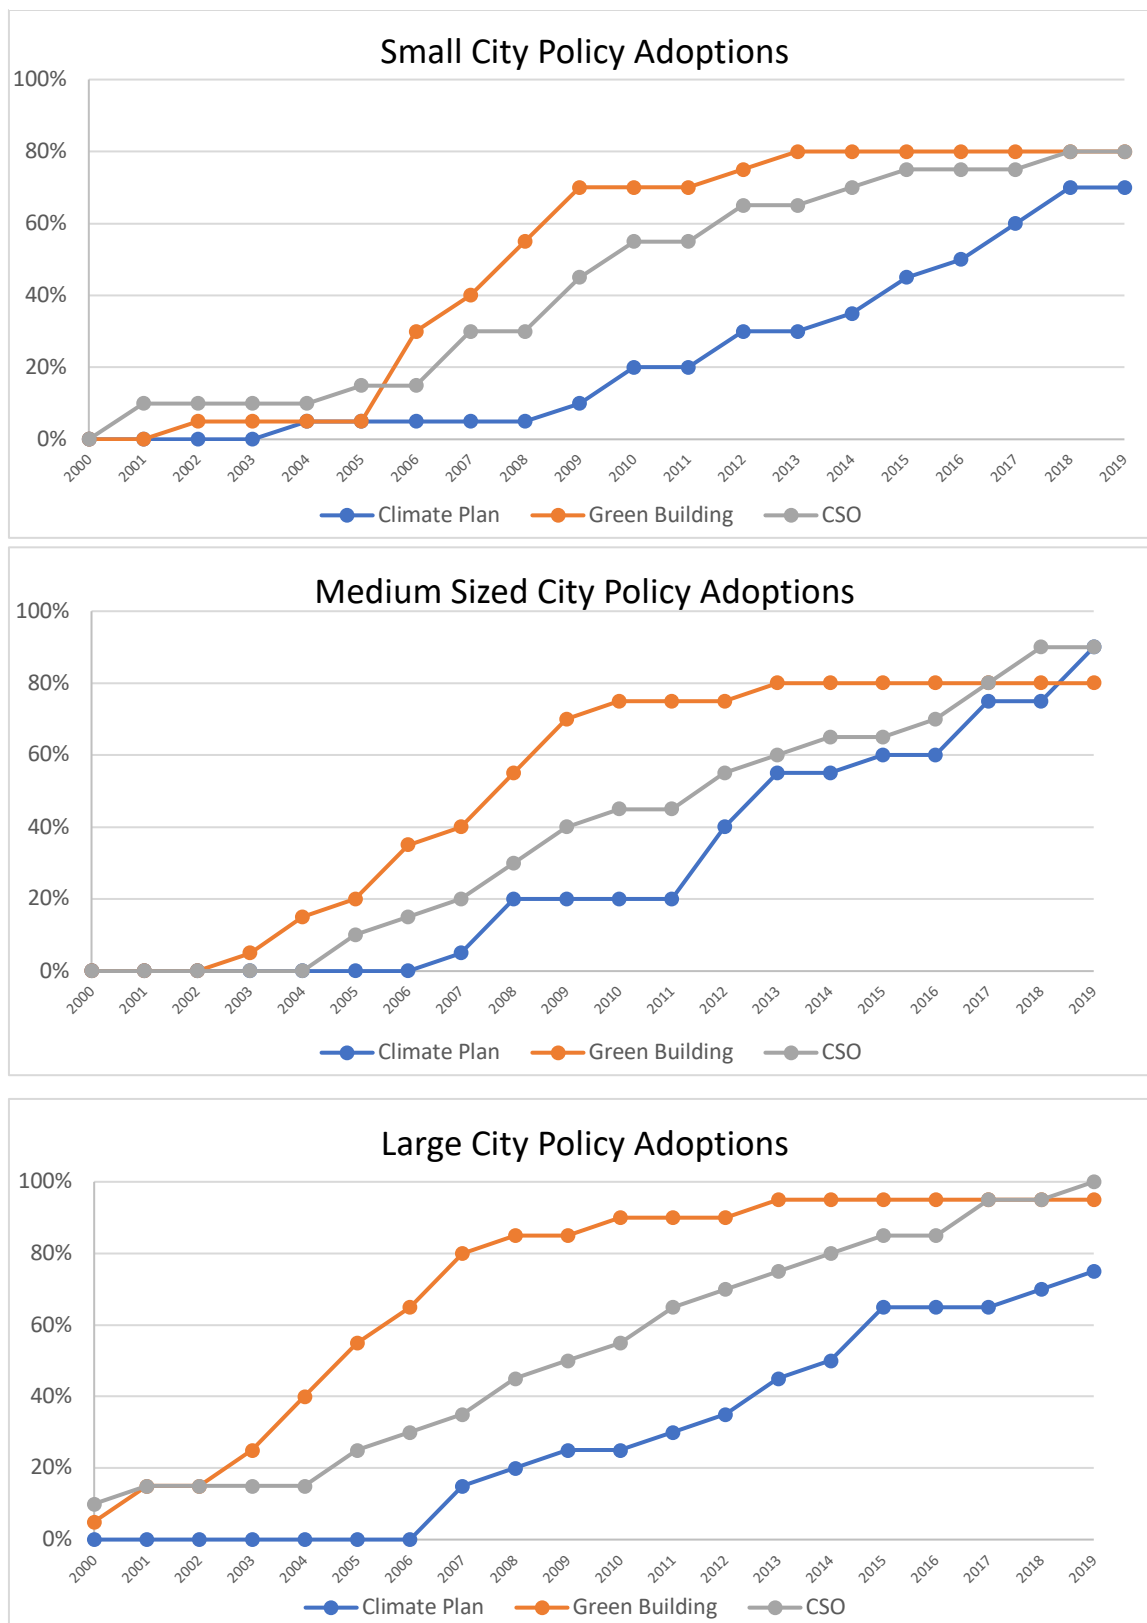 Small City Policy Adoptions
100%
80%
60%
40%
20%
0%
2000 2001 2002 2003 2004 2005 2006 2007 2008 2009 2010 2011 2012 2013 2014 2015 2016 2017 2018 2019
Climate Plan Green Building CSO
Medium Sized City Policy Adoptions
100%
80%
60%
40%
20%
0%
2000 2001 2002 2003 2004 2005 2006 2007 2008 2009 2010 2011 2012 2013 2014 2015 2016 2017 2018 2019
Climate Plan Green Building CSO
Large City Policy Adoptions
100%
80%
60%
40%
20%
0%
2000 2001 2002 2003 2004 2005 2006 2007 2008 2009 2010 2011 2012 2013 2014 2015 2016 2017 2018 2019
Climate Plan Green Building CSO